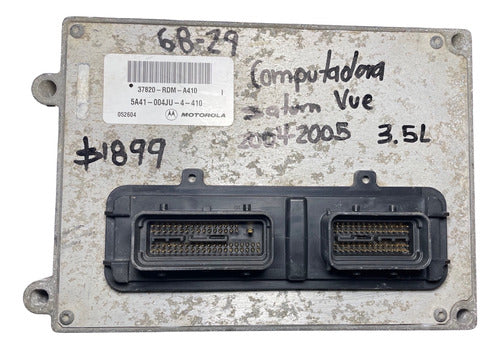 68-29
37820-RDM-A410 1
5A41-004JU-4-410
052604 MOTOROLA
Computadora
Saturn Vue
2004-2005 3.5L
$1899